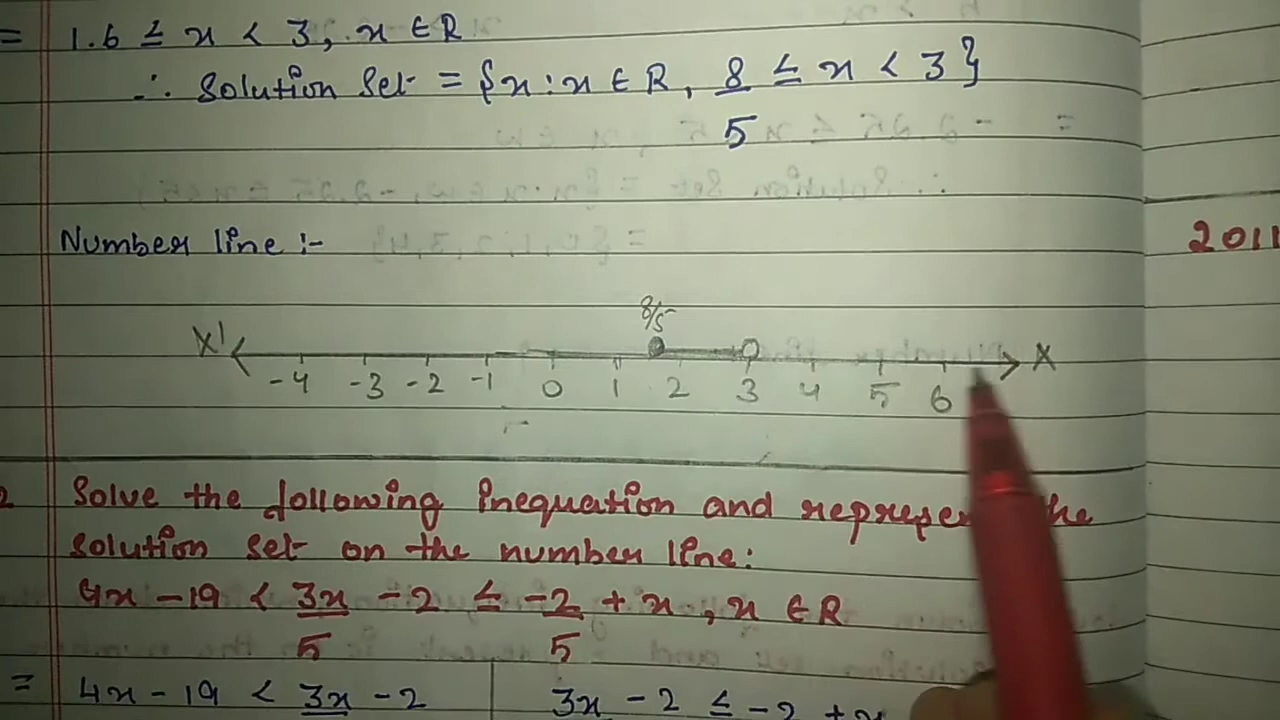 = 1.6 ≤ x < 3, x ∈ R
∴ Solution Set = {x : x ∈ R, 8/5 ≤ x < 3}
Number line :-
2011
8/5
X' X
-4 -3 -2 -1 0 1 2 3 4 5 6
2 Solve the following inequation and represent the
solution set on the number line:
4x - 19 < 3x/5 - 2 ≤ -2/5 + x, x ∈ R
= 4x - 19 < 3x - 2 3x - 2 ≤ -2 + x